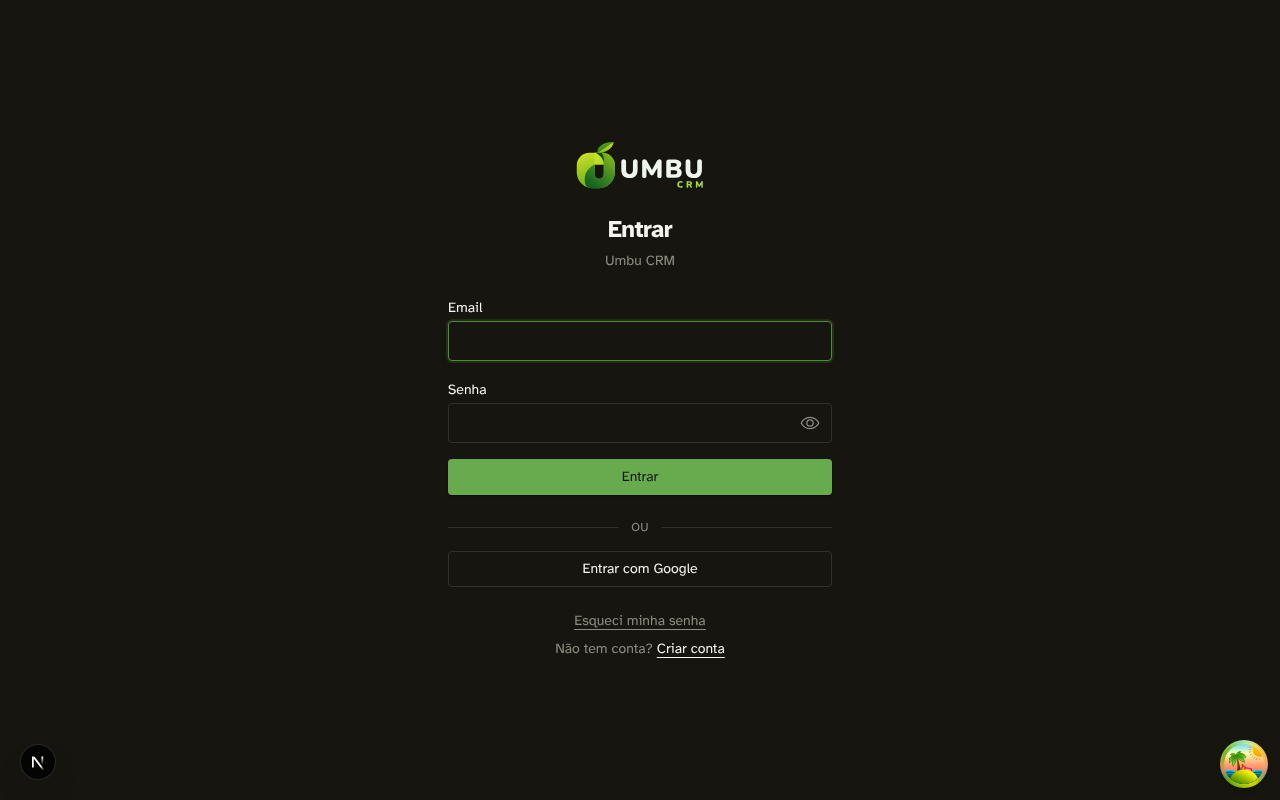 UMBU
CRM
Entrar
Umbu CRM
Email
Senha
Entrar
OU
Entrar com Google
Esqueci minha senha
Não tem conta? Criar conta
N